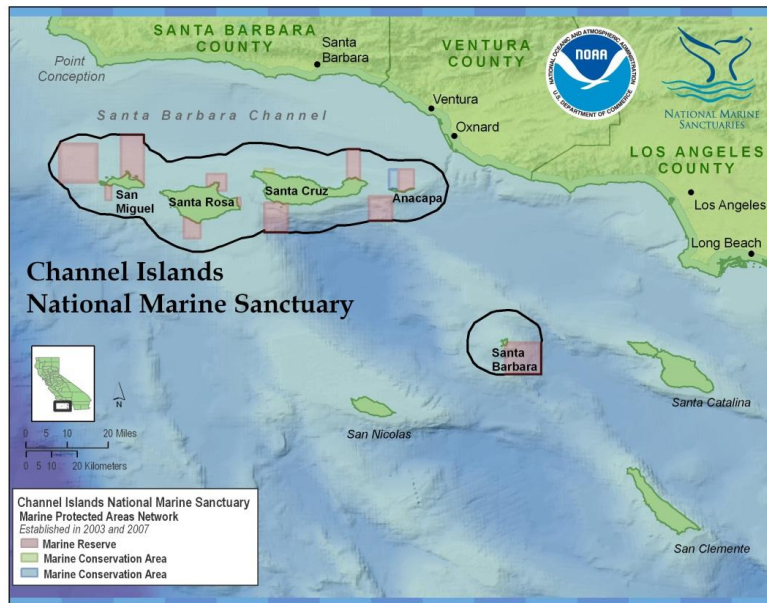 SANTA BARBARA
COUNTY
Santa
Barbara
VENTURA
COUNTY
NATIONAL OCEANIC AND ATMOSPHERIC ADMINISTRATION
NOAA
U.S. DEPARTMENT OF COMMERCE
NATIONAL MARINE
SANCTUARIES
Point
Conception
Santa Barbara Channel
Ventura
Oxnard
LOS ANGELES
COUNTY
Los Angeles
Long Beach
San
Miguel
Santa Rosa
Santa Cruz
Anacapa
Channel Islands
National Marine Sanctuary
Santa
Barbara
Santa Catalina
San Nicolas
San Clemente
N
0 5 10 20 Miles
0 5 10 20 Kilometers
Channel Islands National Marine Sanctuary
Marine Protected Areas Network
Established in 2003 and 2007
Marine Reserve
Marine Conservation Area
Marine Conservation Area